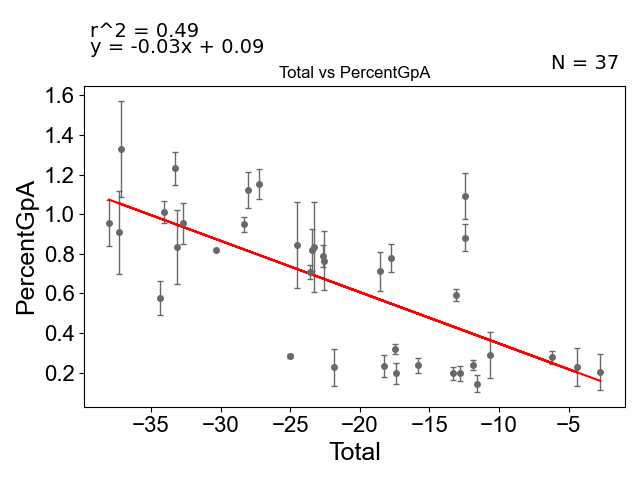 r^2 = 0.49
y = -0.03x + 0.09
N = 37
Total vs PercentGpA
1.6
1.4
1.2
1.0
0.8
0.6
0.4
0.2
PercentGpA
−35 −30 −25 −20 −15 −10 −5
Total